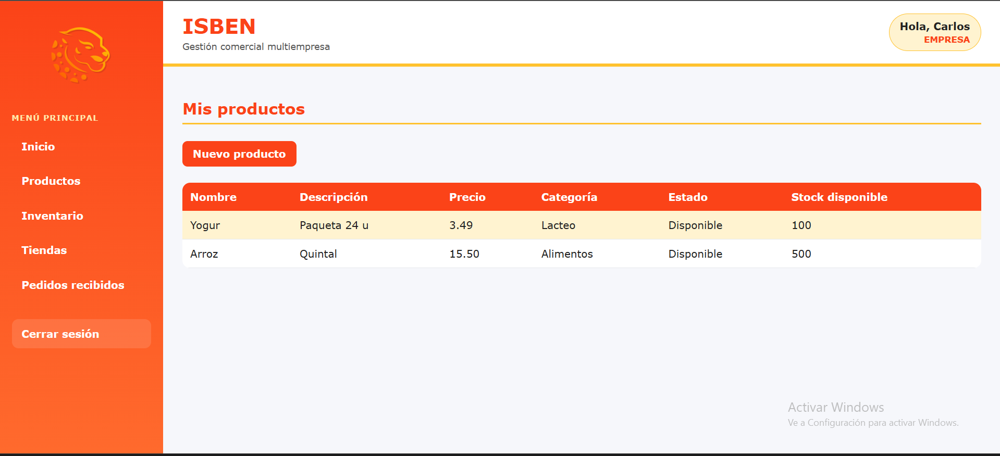 ISBEN
Gestión comercial multiempresa
Hola, Carlos
EMPRESA
MENÚ PRINCIPAL
Inicio
Productos
Inventario
Tiendas
Pedidos recibidos
Cerrar sesión
Mis productos
Nuevo producto
Nombre Descripción Precio Categoría Estado Stock disponible
Yogur Paqueta 24 u 3.49 Lacteo Disponible 100
Arroz Quintal 15.50 Alimentos Disponible 500
Activar Windows
Ve a Configuración para activar Windows.